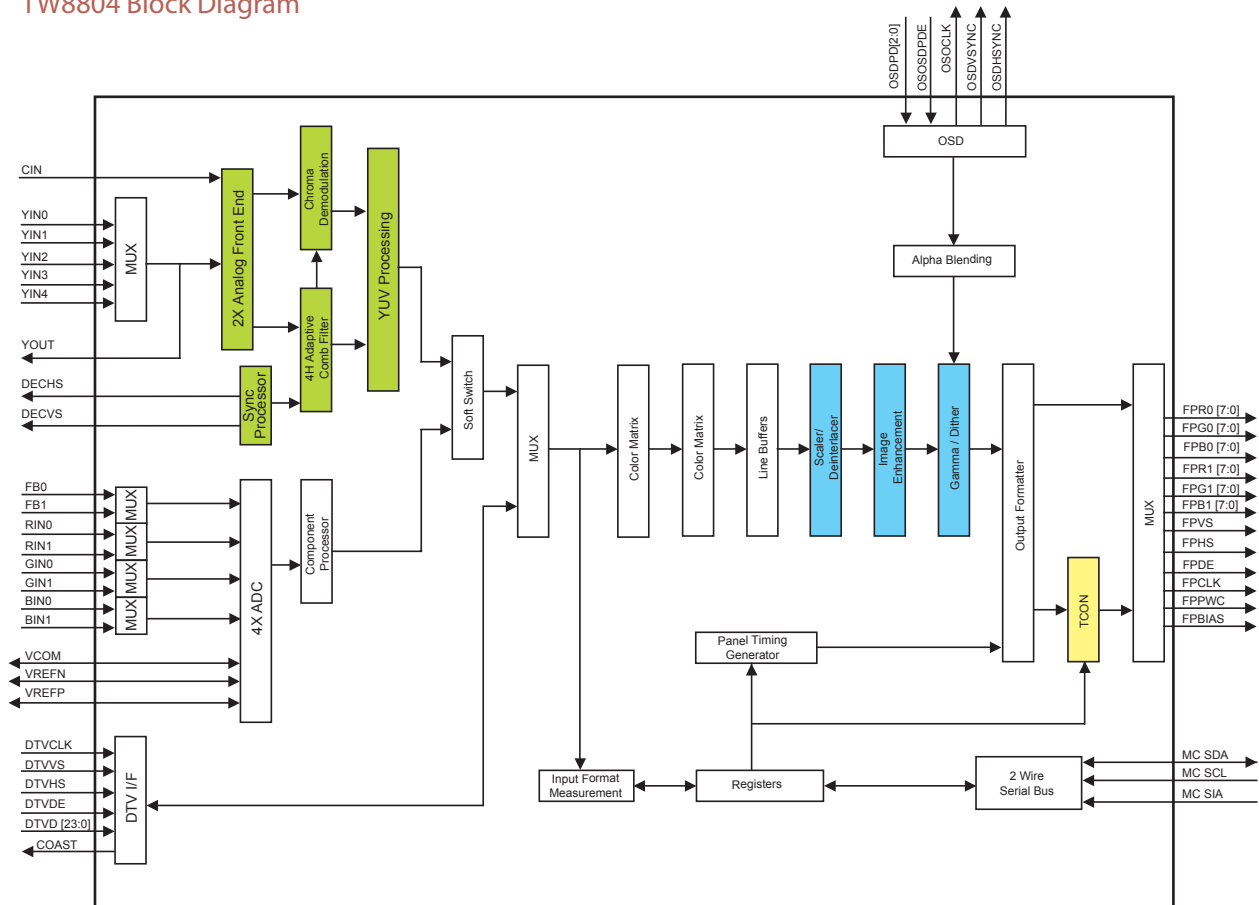 TW8804 Block Diagram
OSDPD[2:0]
OSOSDPDE
OSOCLK
OSDVSYNC
OSDHSYNC
OSD
Alpha Blending
CIN
YIN0
YIN1
YIN2
YIN3
YIN4
MUX
YOUT
DECHS
DECVS
2X Analog Front End
Sync
Processor
Chroma
Demodulation
4H Adaptive
Comb Filter
YUV Processing
FB0
FB1
RIN0
RIN1
GIN0
GIN1
BIN0
BIN1
MUX
MUX
MUX
MUX
VCOM
VREFN
VREFP
4X ADC
Component
Processor
Soft Switch
MUX
Color Matrix
Color Matrix
Line Buffers
Scaler/
Deinterlacer
Image
Enhancement
Gamma / Dither
Output Formatter
TCON
MUX
FPR0 [7:0]
FPG0 [7:0]
FPB0 [7:0]
FPR1 [7:0]
FPG1 [7:0]
FPB1 [7:0]
FPVS
FPHS
FPDE
FPCLK
FPPWC
FPBIAS
Panel Timing
Generator
DTVCLK
DTVVS
DTVHS
DTVDE
DTVD [23:0]
COAST
DTV I/F
Input Format
Measurement
Registers
2 Wire
Serial Bus
MC SDA
MC SCL
MC SIA